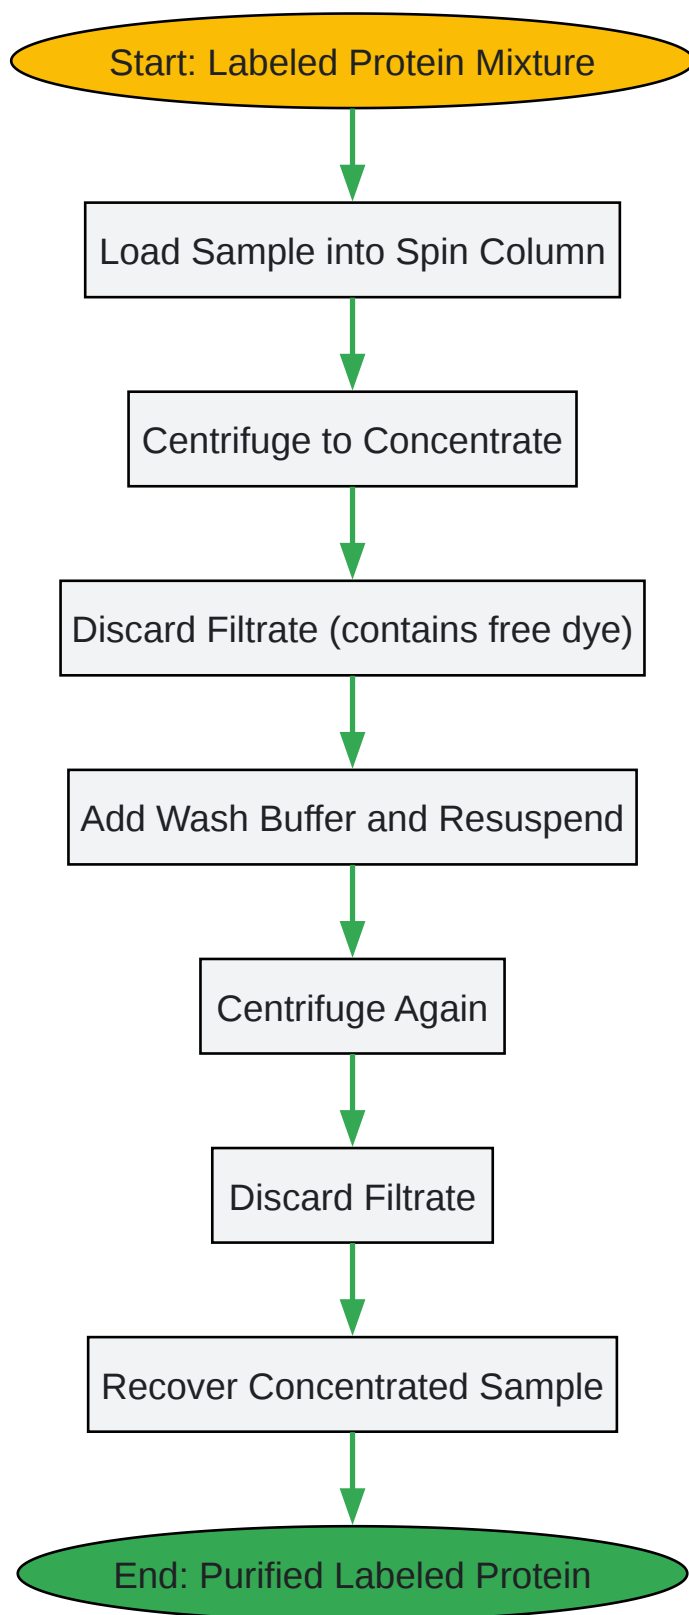 Start: Labeled Protein Mixture
Load Sample into Spin Column
Centrifuge to Concentrate
Discard Filtrate (contains free dye)
Add Wash Buffer and Resuspend
Centrifuge Again
Discard Filtrate
Recover Concentrated Sample
End: Purified Labeled Protein